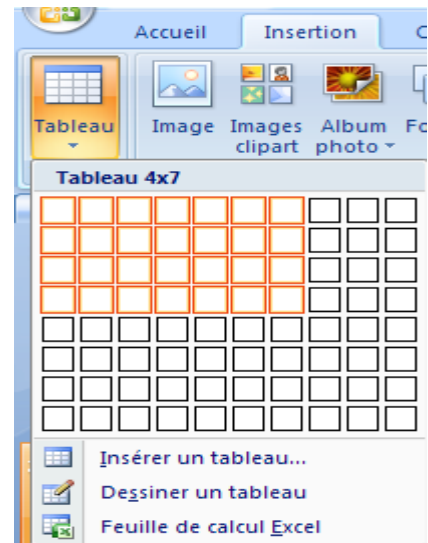 Accueil Insertion C
Tableau Image Images Album Fo
clipart photo
Tableau 4x7
Insérer un tableau...
Dessiner un tableau
Feuille de calcul Excel